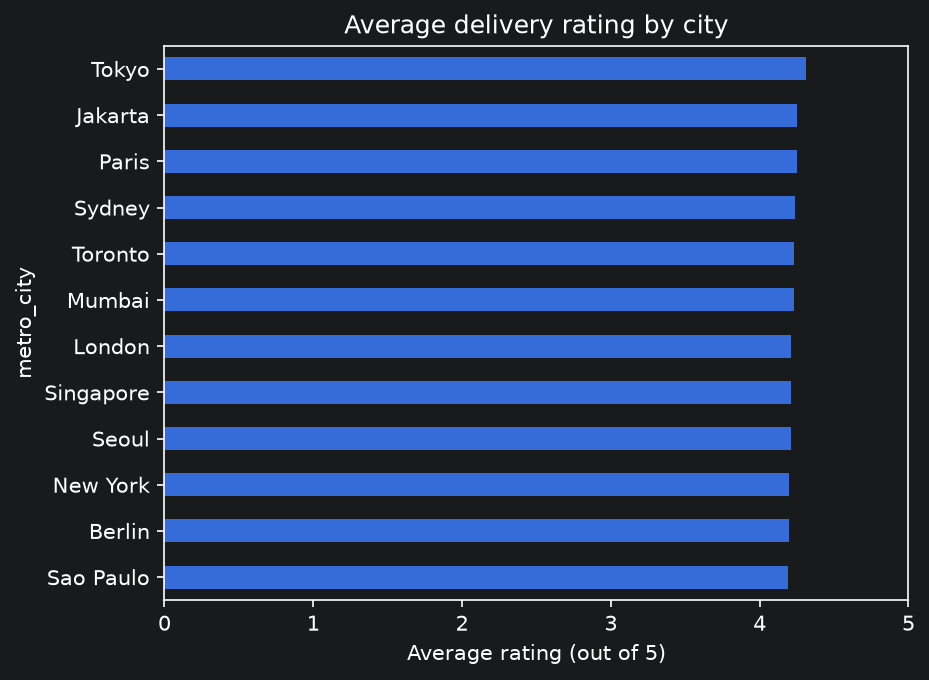 Average delivery rating by city
metro_city
Tokyo
Jakarta
Paris
Sydney
Toronto
Mumbai
London
Singapore
Seoul
New York
Berlin
Sao Paulo
0 1 2 3 4 5
Average rating (out of 5)